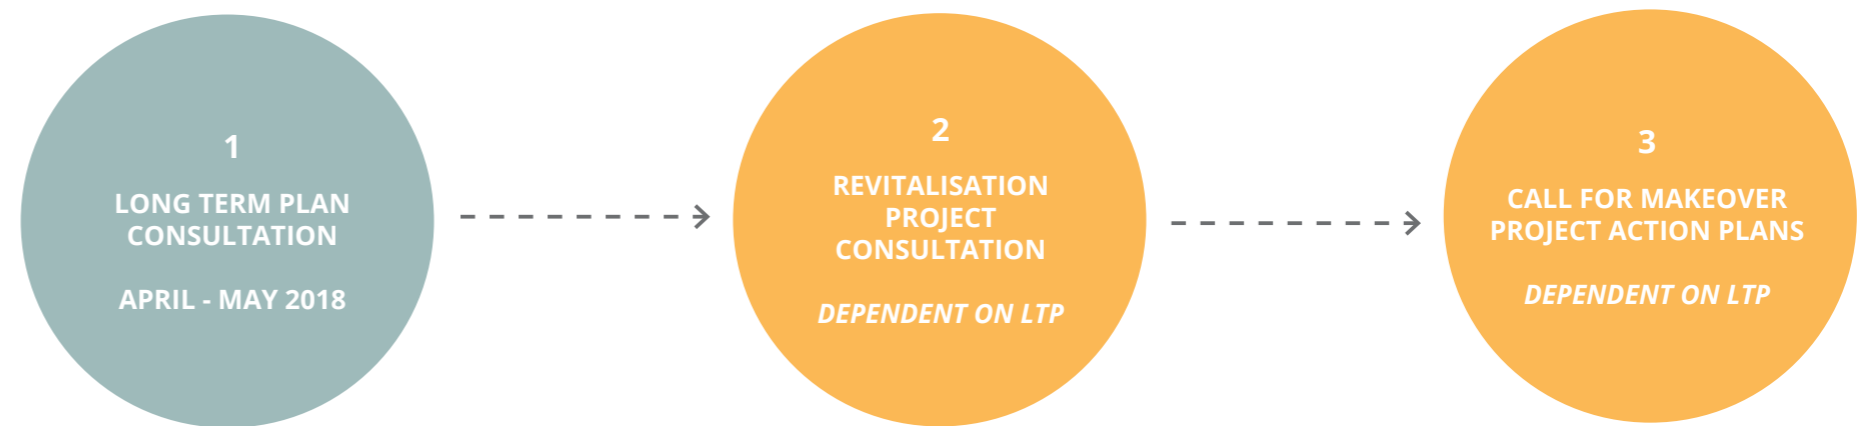 1
LONG TERM PLAN
CONSULTATION
APRIL - MAY 2018
2
REVITALISATION
PROJECT
CONSULTATION
DEPENDENT ON LTP
3
CALL FOR MAKEOVER
PROJECT ACTION PLANS
DEPENDENT ON LTP